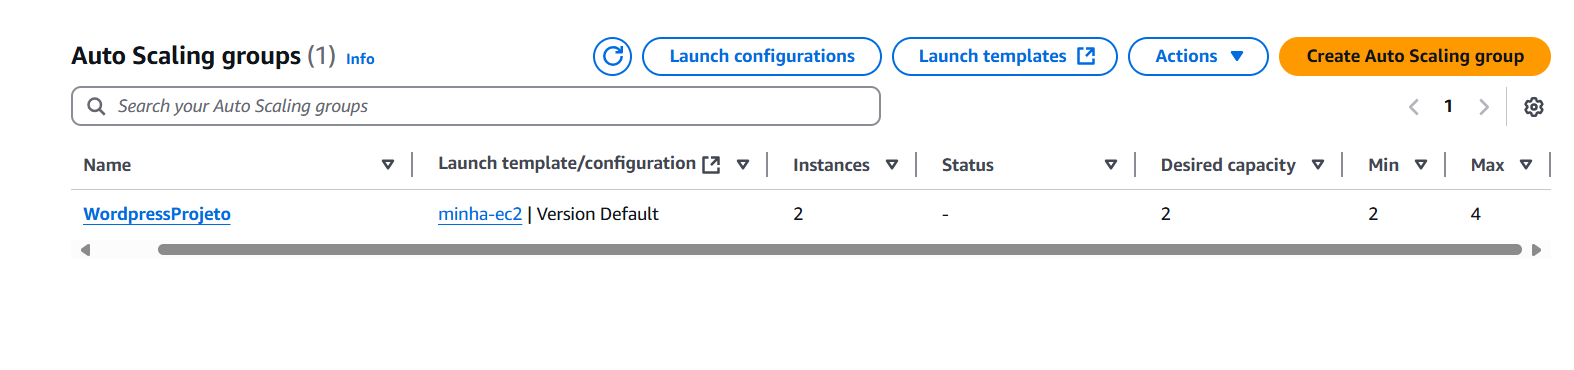 Auto Scaling groups (1) Info Launch configurations Launch templates Actions Create Auto Scaling group
Search your Auto Scaling groups 1
Name Launch template/configuration Instances Status Desired capacity Min Max
WordpressProjeto minha-ec2 | Version Default 2 - 2 2 4